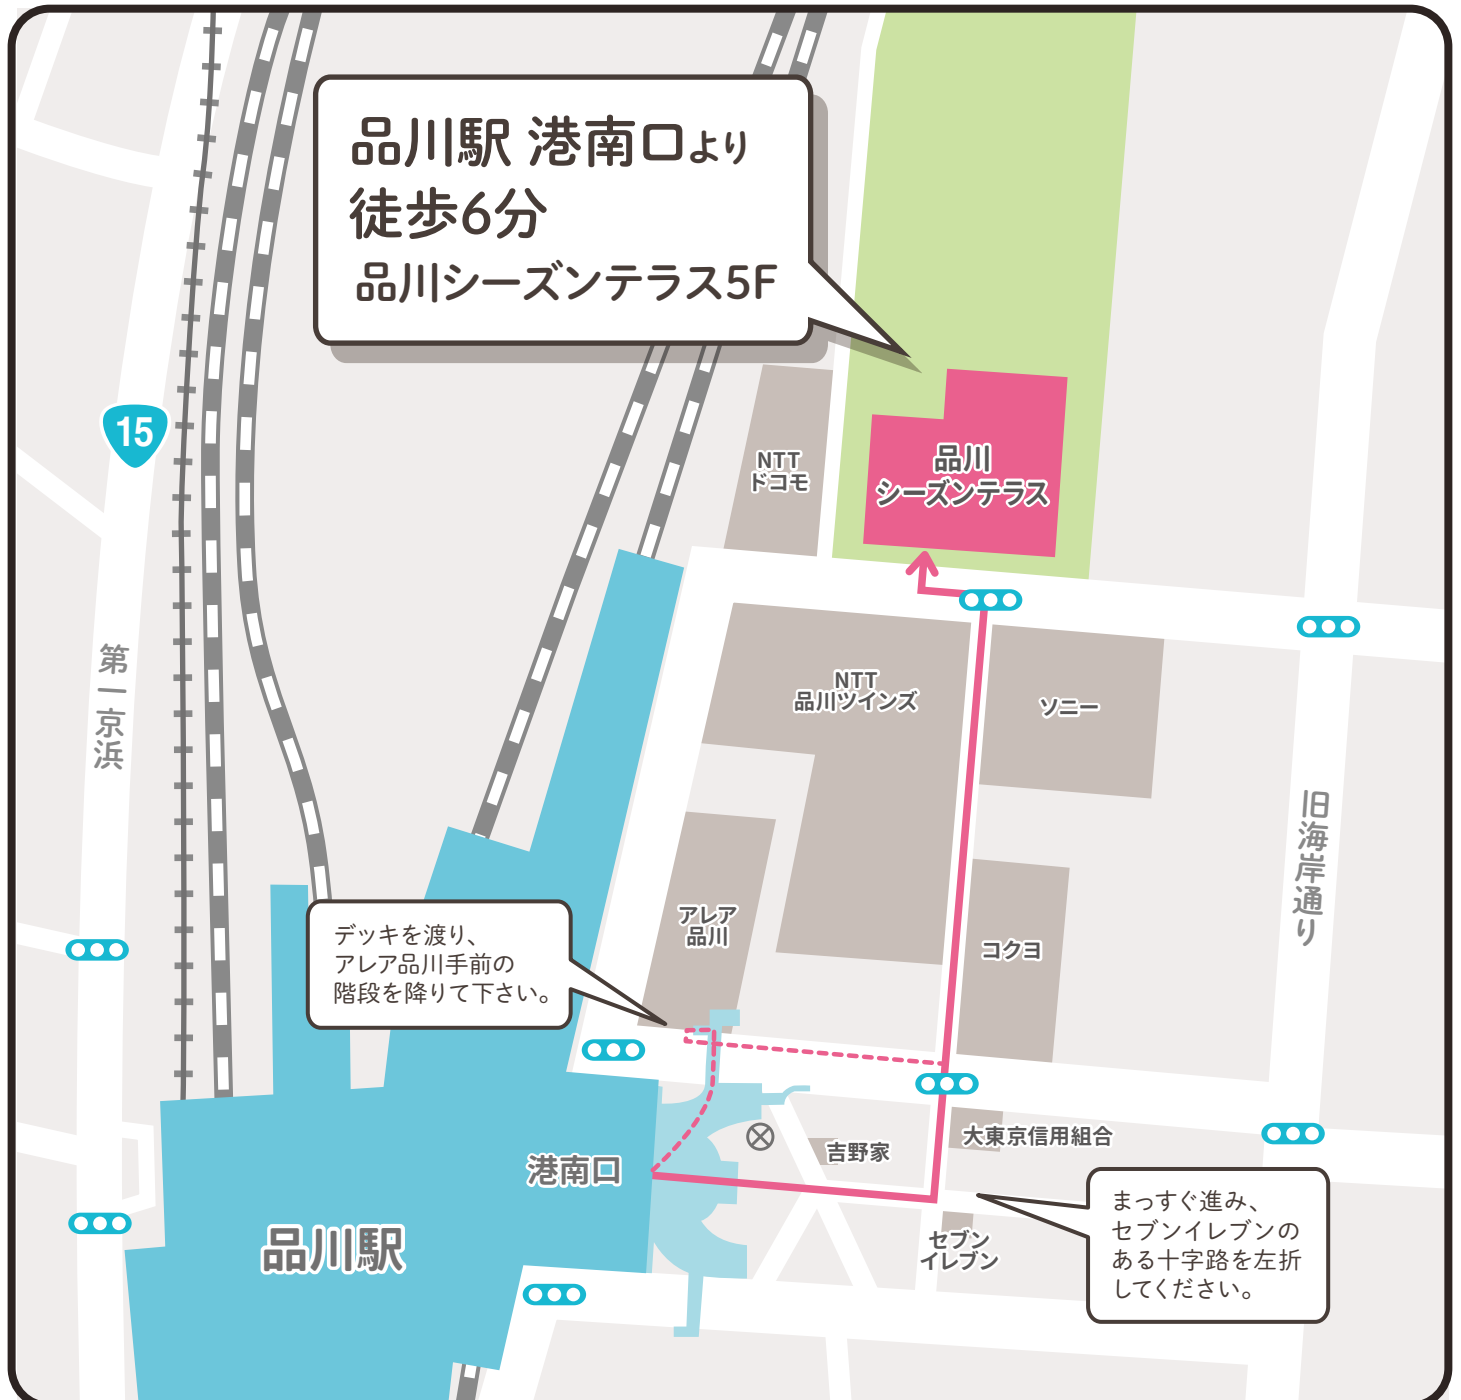 品川駅 港南口より
徒歩6分
品川シーズンテラス5F
15
NTT
ドコモ
品川
シーズンテラス
第一京浜
NTT
品川ツインズ
ソニー
旧海岸通り
アレア
品川
コクヨ
デッキを渡り、
アレア品川手前の
階段を降りて下さい。
大東京信用組合
吉野家
港南口
品川駅
セブン
イレブン
まっすぐ進み、
セブンイレブンの
ある十字路を左折
してください。